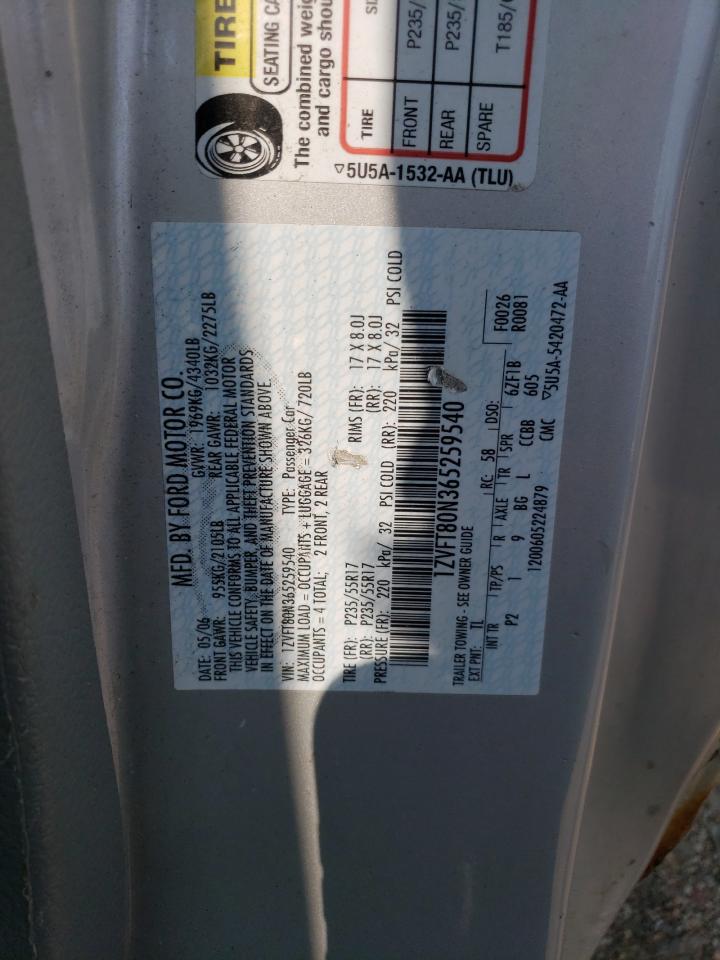 TIRE
SEATING CA
The combined weig
and cargo shou
TIRE SI
FRONT P235/
REAR P235/
SPARE T185/
▽5U5A-1532-AA (TLU)
MFD. BY FORD MOTOR CO.
DATE: 05/06 GVWR: 1969KG/4340LB
FRONT GAWR: 955KG/2105LB REAR GAWR: 1032KG/2275LB
THIS VEHICLE CONFORMS TO ALL APPLICABLE FEDERAL MOTOR
VEHICLE SAFETY, BUMPER, AND THEFT PREVENTION STANDARDS
IN EFFECT ON THE DATE OF MANUFACTURE SHOWN ABOVE.
VIN: 1ZVFT80N365259540 TYPE: Passenger Car
MAXIMUM LOAD = OCCUPANTS + LUGGAGE = 326KG/720LB
OCCUPANTS = 4 TOTAL; 2 FRONT, 2 REAR
TIRE (FR): P235/55R17 RIMS (FR): 17 X 8.0J
(RR): P235/55R17 (RR): 17 X 8.0J
PRESSURE (FR): 220 kPa/ 32 PSI COLD (RR): 220 kPa/ 32 PSI COLD
1ZVFT80N365259540
TRAILER TOWING - SEE OWNER GUIDE
EXT PNT: TL RC: 58 DSO: F0026
INT TR TP/PS R AXLE TR SPR 6ZF1B R0081
P2 1 9 BG L CCBB 605
1200605224B79 CMC ▽5U5A-5420472-AA